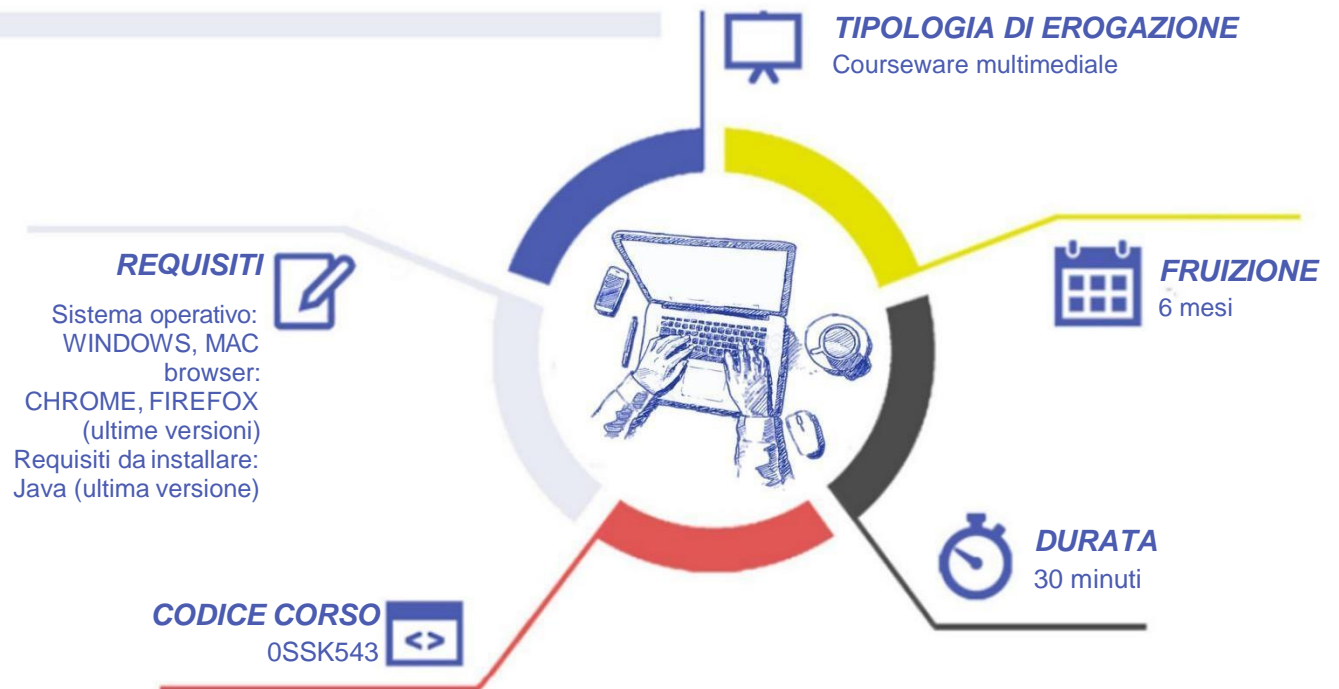 TIPOLOGIA DI EROGAZIONE
Courseware multimediale
REQUISITI
Sistema operativo:
WINDOWS, MAC
browser:
CHROME, FIREFOX
(ultime versioni)
Requisiti da installare:
Java (ultima versione)
FRUIZIONE
6 mesi
DURATA
30 minuti
CODICE CORSO
0SSK543
<>